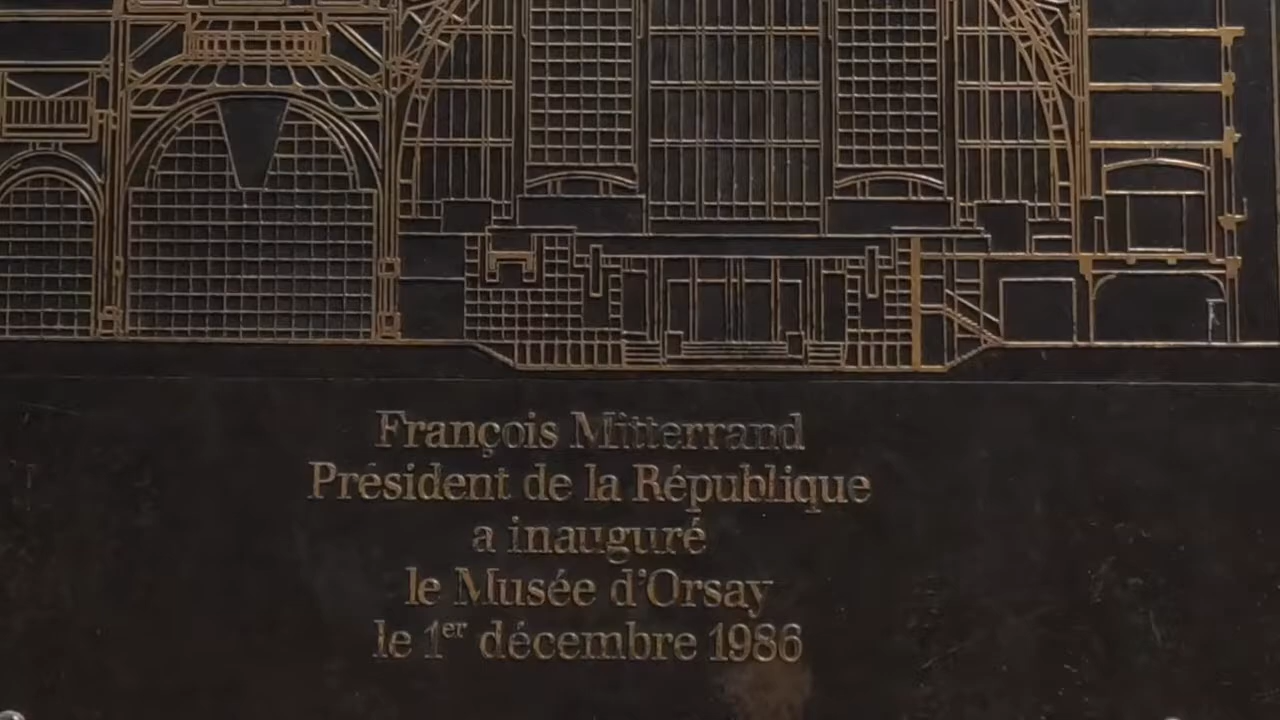 François Mitterrand
Président de la République
a inauguré
le Musée d'Orsay
le 1er décembre 1986